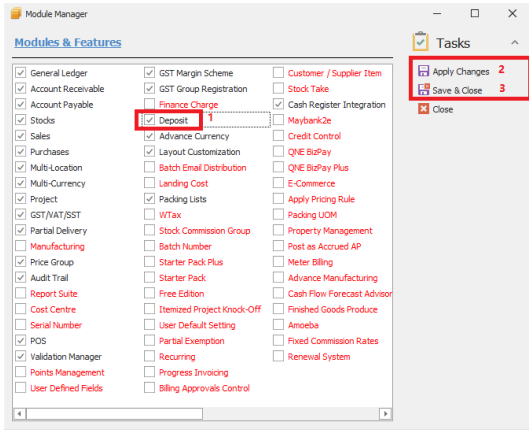 Module Manager
Modules & Features
General Ledger
Account Receivable
Account Payable
Stocks
Sales
Purchases
Multi-Location
Multi-Currency
Project
GST/VAT/SST
Partial Delivery
Manufacturing
Price Group
Audit Trail
Report Suite
Cost Centre
Serial Number
POS
Validation Manager
Points Management
User Defined Fields
GST Margin Scheme
GST Group Registration
Finance Charge
Deposit 1
Advance Currency
Layout Customization
Batch Email Distribution
Landing Cost
Packing Lists
WTax
Stock Commission Group
Batch Number
Starter Pack Plus
Starter Pack
Free Edition
Itemized Project Knock-Off
User Default Setting
Partial Exemption
Recurring
Progress Invoicing
Billing Approvals Control
Customer / Supplier Item
Stock Take
Cash Register Integration
Maybank2e
Credit Control
QNE BizPay
QNE BizPay Plus
E-Commerce
Apply Pricing Rule
Packing UOM
Property Management
Post as Accrued AP
Meter Billing
Advance Manufacturing
Cash Flow Forecast Advisor
Finished Goods Produce
Amoeba
Fixed Commission Rates
Renewal System
Tasks
Apply Changes 2
Save & Close 3
Close